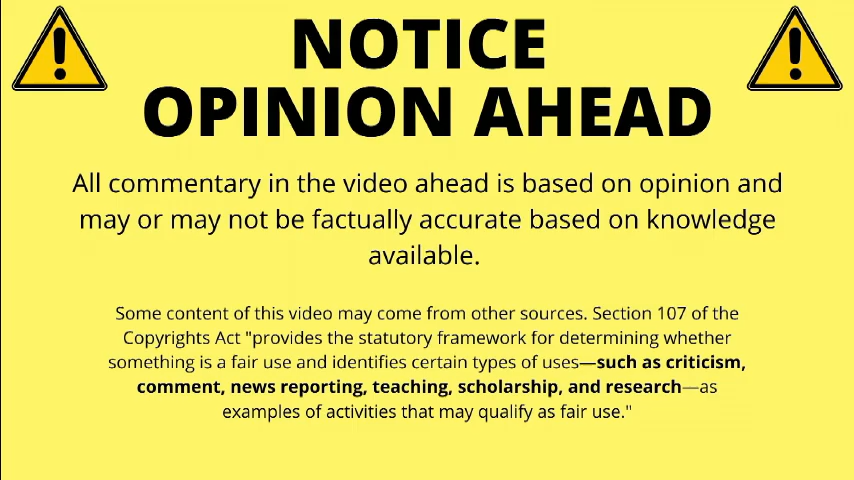 NOTICE
OPINION AHEAD
All commentary in the video ahead is based on opinion and
may or may not be factually accurate based on knowledge
available.
Some content of this video may come from other sources. Section 107 of the
Copyrights Act "provides the statutory framework for determining whether
something is a fair use and identifies certain types of uses—such as criticism,
comment, news reporting, teaching, scholarship, and research—as
examples of activities that may qualify as fair use."